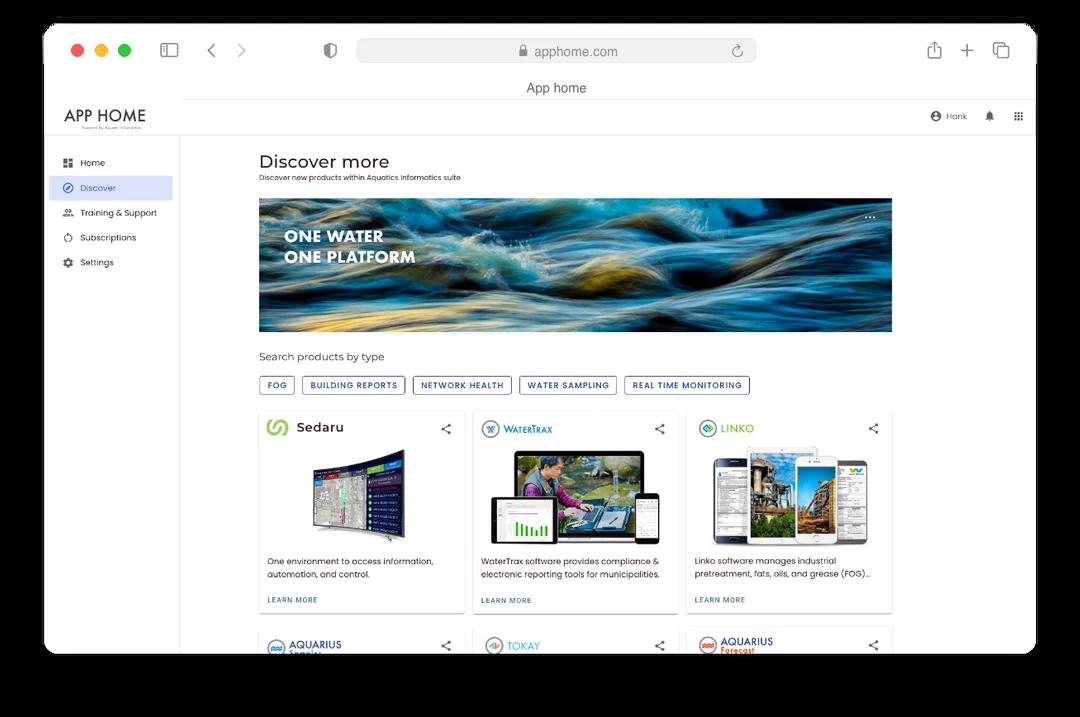 apphome.com
App home
APP HOME
Hank
Home
Discover
Training & Support
Subscriptions
Settings
Discover more
Discover new products within Aquatics Informatics suite
ONE WATER
ONE PLATFORM
Search products by type
FOG
BUILDING REPORTS
NETWORK HEALTH
WATER SAMPLING
REAL TIME MONITORING
Sedaru
WATERTRAX
LINKO
One environment to access information,
automation, and control.
LEARN MORE
WaterTrax software provides compliance &
electronic reporting tools for municipalities.
LEARN MORE
Linko software manages industrial
pretreatment, fats, oils, and grease (FOG)...
LEARN MORE
AQUARIUS
Samples
TOKAY
AQUARIUS
Forecast